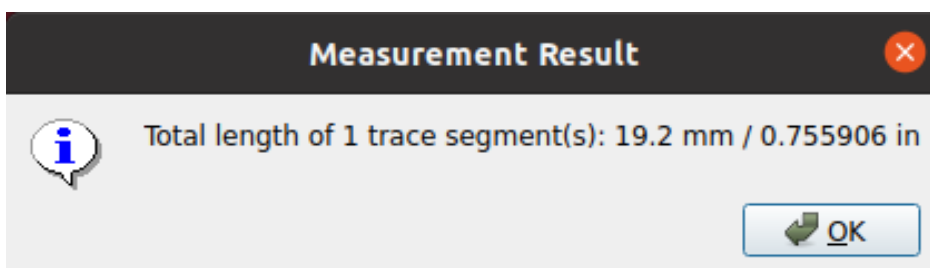 Measurement Result
Total length of 1 trace segment(s): 19.2 mm / 0.755906 in
OK